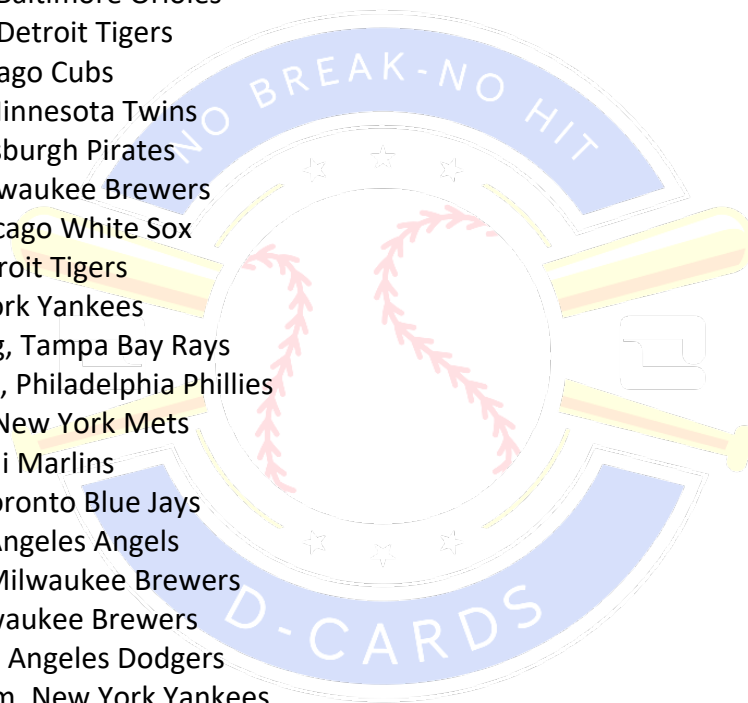 Baltimore Orioles
Detroit Tigers
ago Cubs
Minnesota Twins
sburgh Pirates
waukee Brewers
cago White Sox
roit Tigers
ork Yankees
g, Tampa Bay Rays
, Philadelphia Phillies
New York Mets
i Marlins
oronto Blue Jays
Angeles Angels
Milwaukee Brewers
waukee Brewers
Angeles Dodgers
m, New York Yankees
NO BREAK-NO HIT
D-CARDS